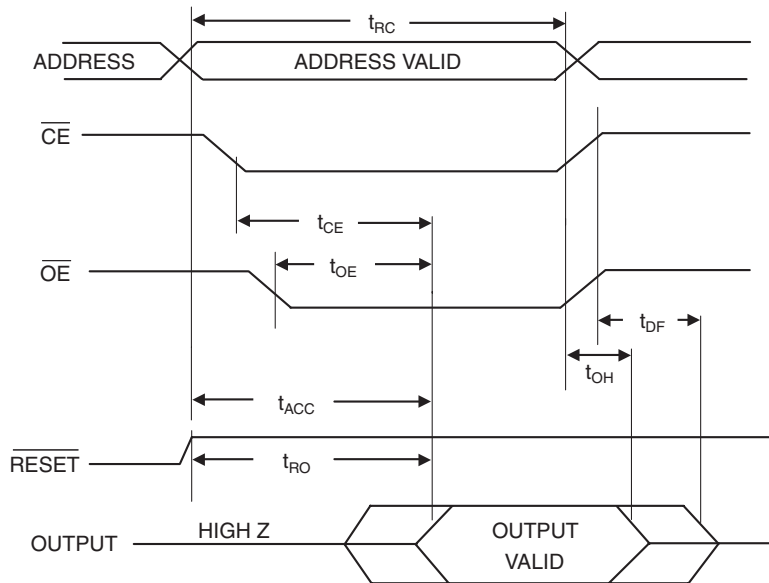 tRC
ADDRESS
ADDRESS VALID
CE
tCE
tOE
OE
tDF
tOH
tACC
RESET
tRO
HIGH Z
OUTPUT
OUTPUT
VALID